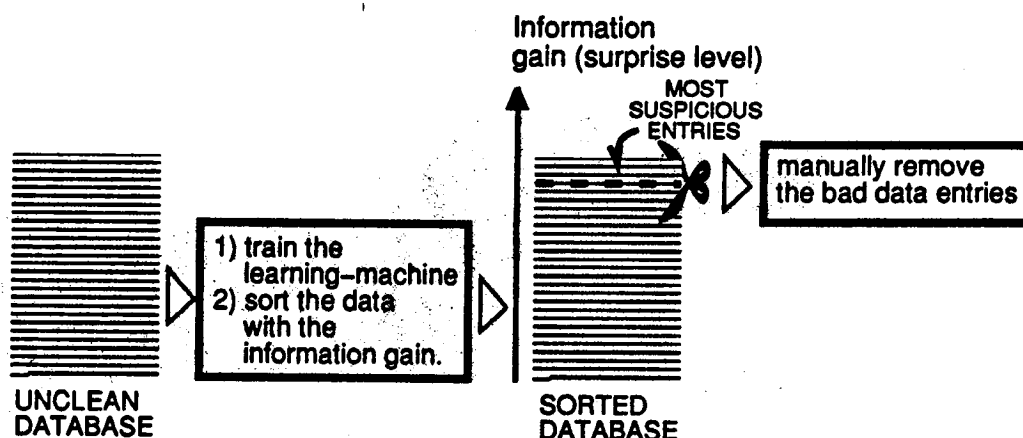 Information
gain (surprise level)
MOST
SUSPICIOUS
ENTRIES
manually remove
the bad data entries
1) train the
learning–machine
2) sort the data
with the
information gain.
UNCLEAN
DATABASE
SORTED
DATABASE